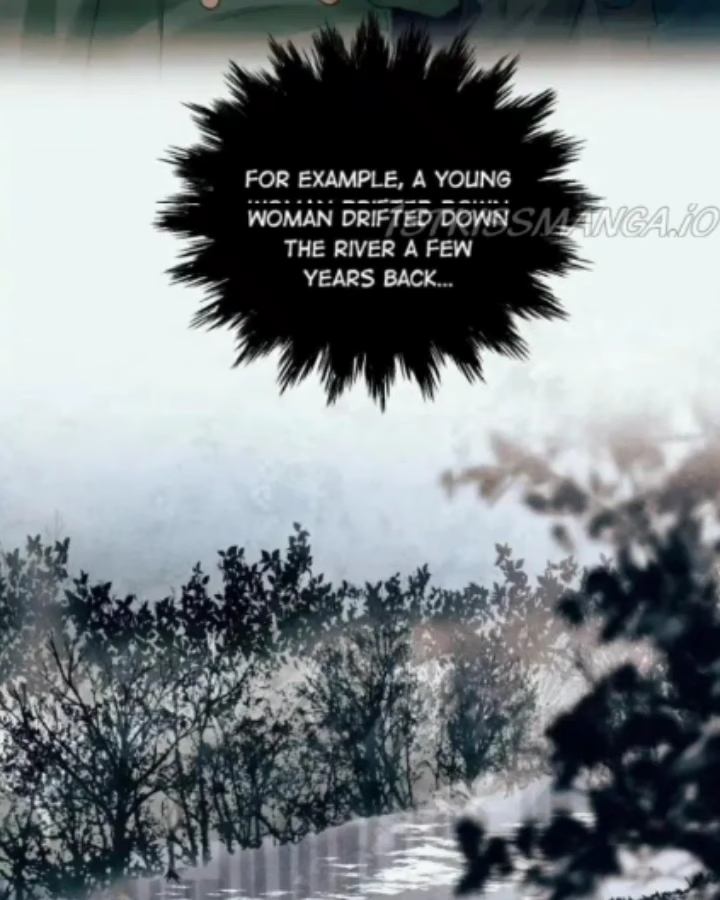 FOR EXAMPLE, A YOUNG
WOMAN DRIFTED DOWN
THE RIVER A FEW
YEARS BACK...